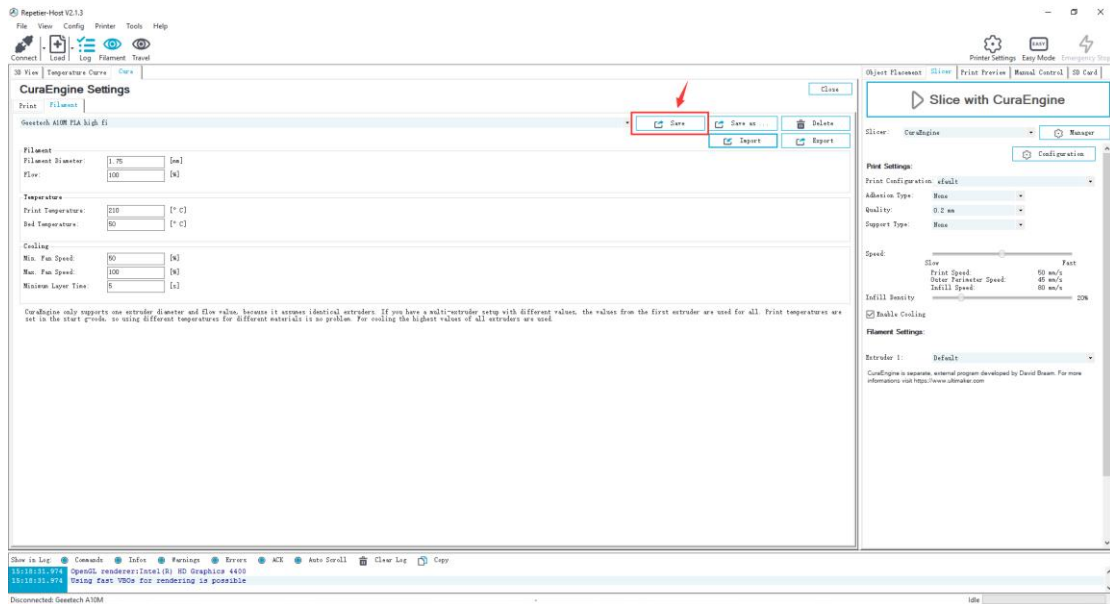 Repetier-Host V2.1.3
File View Config Printer Tools Help
Connect Load Log Filament Travel
Printer Settings Easy Mode Emergency Stop
3D View Temperature Curve Cura
Object Placement Slicer Print Preview Manual Control SD Card
CuraEngine Settings
Close
Print Filament
Geeetech A10M PLA high fi
Save Save as ... Delete
Import Export
Filament
Filament Diameter: 1.75 [mm]
Flow: 100 [%]
Temperature
Print Temperature: 210 [° C]
Bed Temperature: 50 [° C]
Cooling
Min. Fan Speed: 50 [%]
Max. Fan Speed: 100 [%]
Minimum Layer Time: 5 [s]
CuraEngine only supports one extruder diameter and flow value, because it assumes identical extruders. If you have a multi-extruder setup with different values, the values from the first extruder are used for all. Print temperatures are
set in the start g-code, so using different temperatures for different materials is no problem. For cooling the highest values of all extruders are used.
Slice with CuraEngine
Slicer: CuraEngine Manager
Configuration
Print Settings:
Print Configuration: efault
Adhesion Type: None
Quality: 0.2 mm
Support Type: None
Speed:
Slow Fast
Print Speed: 50 mm/s
Outer Perimeter Speed: 45 mm/s
Infill Speed: 80 mm/s
Infill Density 20%
Enable Cooling
Filament Settings:
Extruder 1: Default
CuraEngine is separate, external program developed by David Braam. For more
informations visit https://www.ultimaker.com
Show in Log: Commands Infos Warnings Errors ACK Auto Scroll Clear Log Copy
15:18:31.974 OpenGL renderer:Intel(R) HD Graphics 4400
15:18:31.974 Using fast VBOs for rendering is possible
Disconnected: Geeetech A10M - Idle